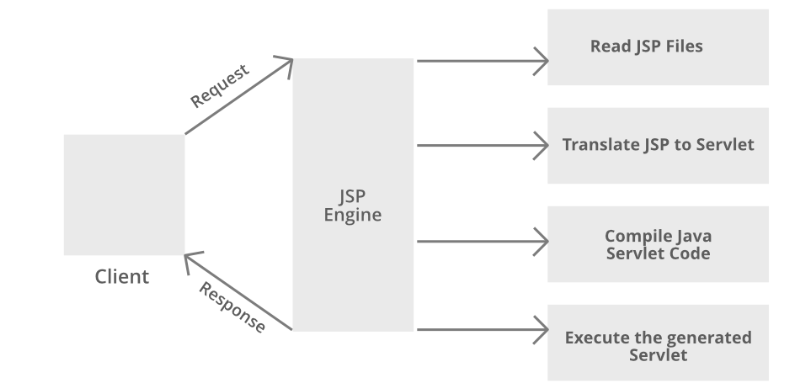 Request
Client
Response
JSP
Engine
Read JSP Files
Translate JSP to Servlet
Compile Java
Servlet Code
Execute the generated
Servlet